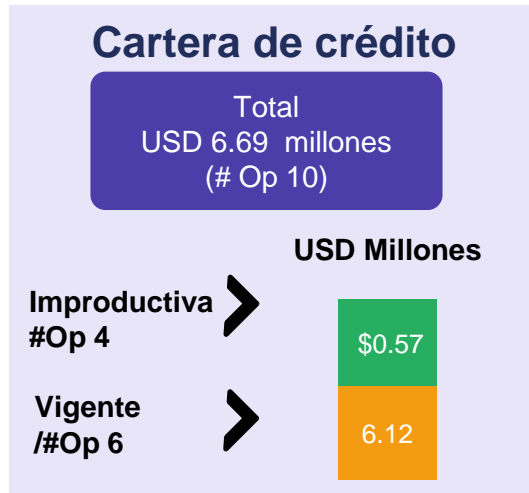 Cartera de crédito
Total
USD 6.69 millones
(# Op 10)
USD Millones
Improductiva
#Op 4
$0.57
Vigente
/#Op 6
6.12